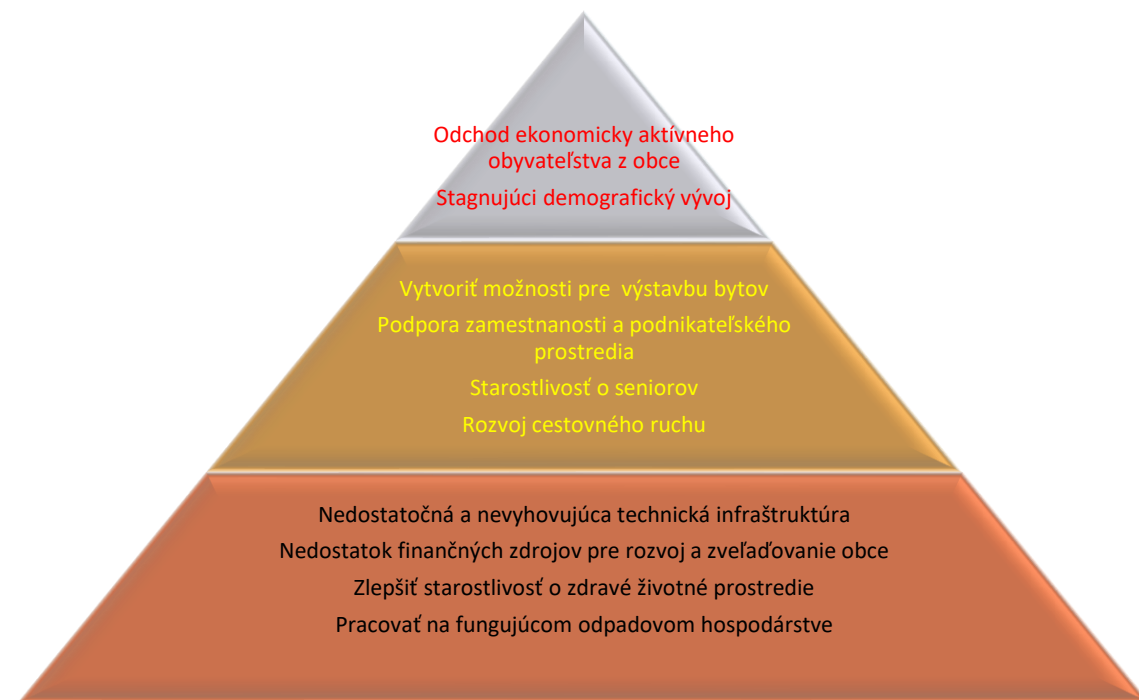 Odchod ekonomicky aktívneho
obyvateľstva z obce
Stagnujúci demografický vývoj
Vytvoriť možnosti pre  výstavbu bytov
Podpora zamestnanosti a podnikateľského
prostredia
Starostlivosť o seniorov
Rozvoj cestovného ruchu
Nedostatočná a nevyhovujúca technická infraštruktúra
Nedostatok finančných zdrojov pre rozvoj a zveľaďovanie obce
Zlepšiť starostlivosť o zdravé životné prostredie
Pracovať na fungujúcom odpadovom hospodárstve